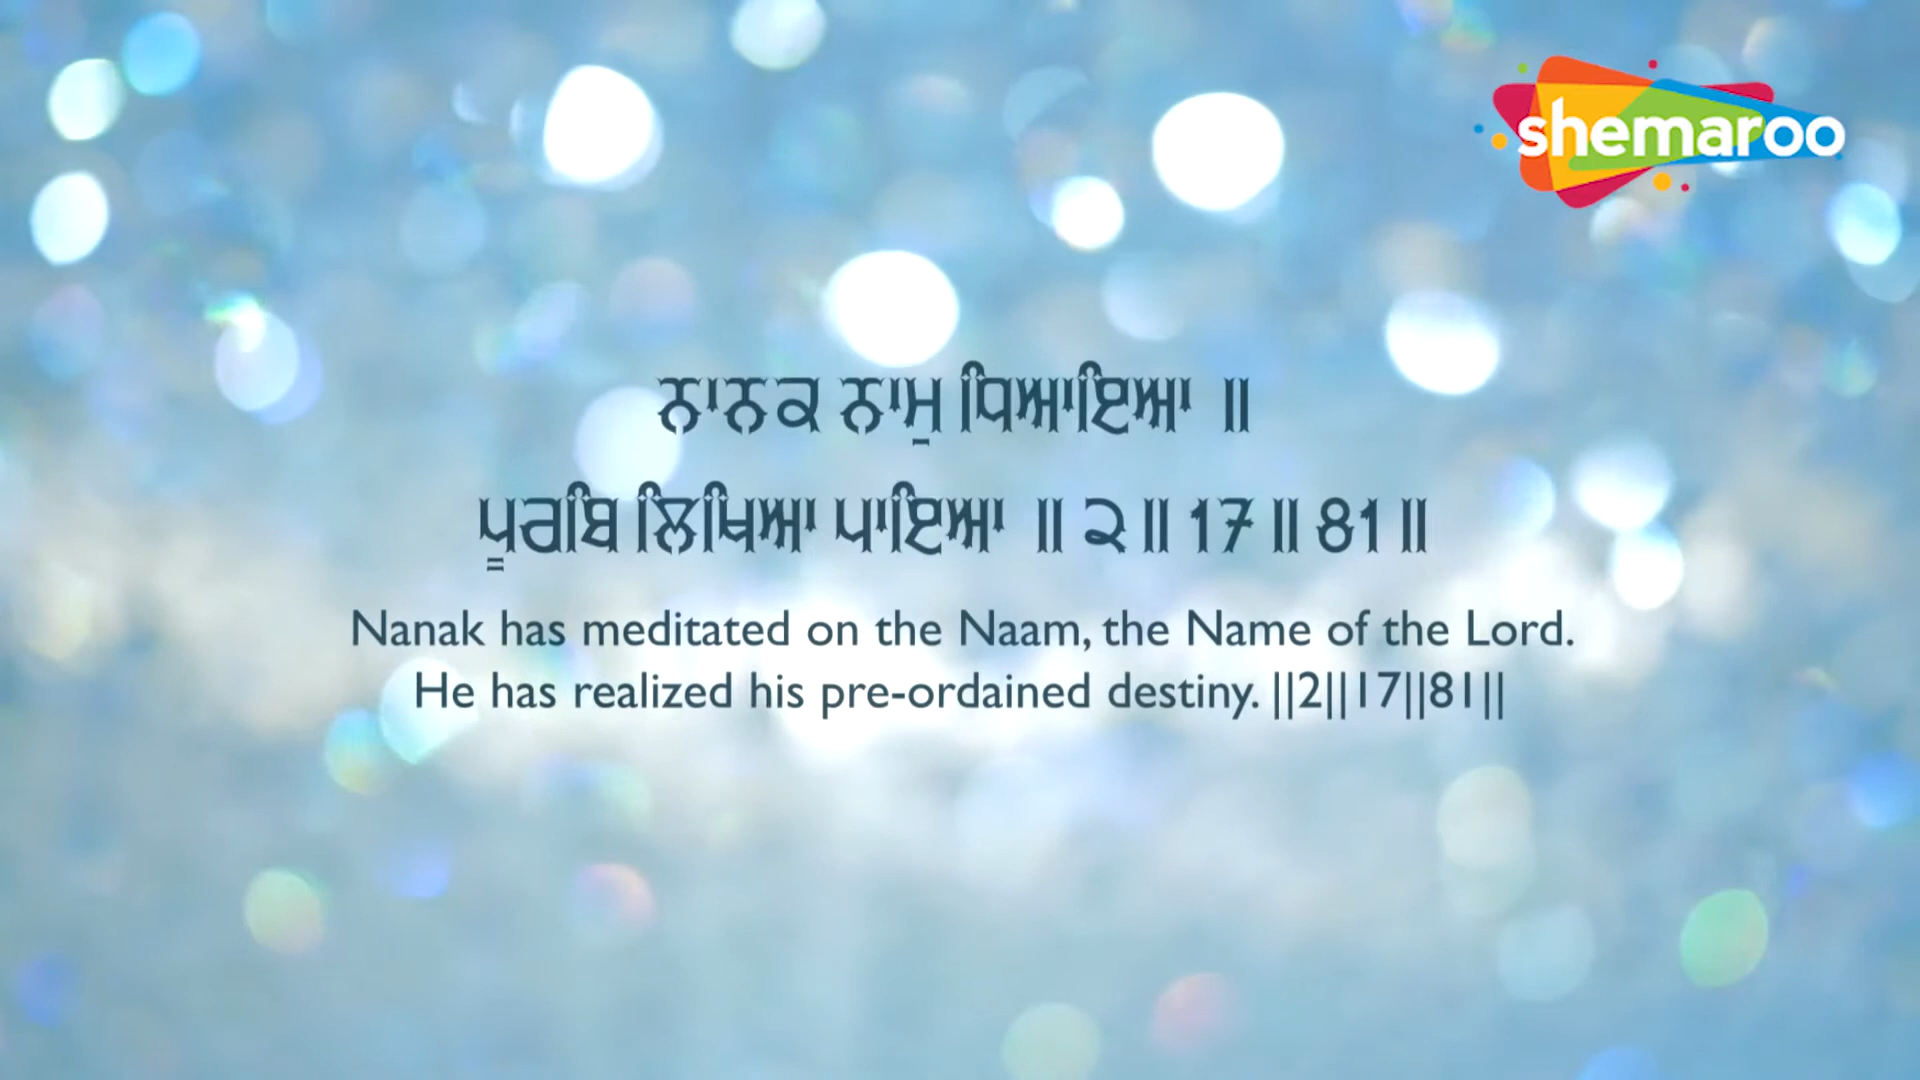 shemaroo
ਨਾਨਕ ਨਾਮੁ ਧਿਆਇਆ ॥
ਪੂਰਬਿ ਲਿਖਿਆ ਪਾਇਆ ॥ ੨ ॥ 17 ॥ 81 ॥
Nanak has meditated on the Naam, the Name of the Lord.
He has realized his pre-ordained destiny. ||2||17||81||